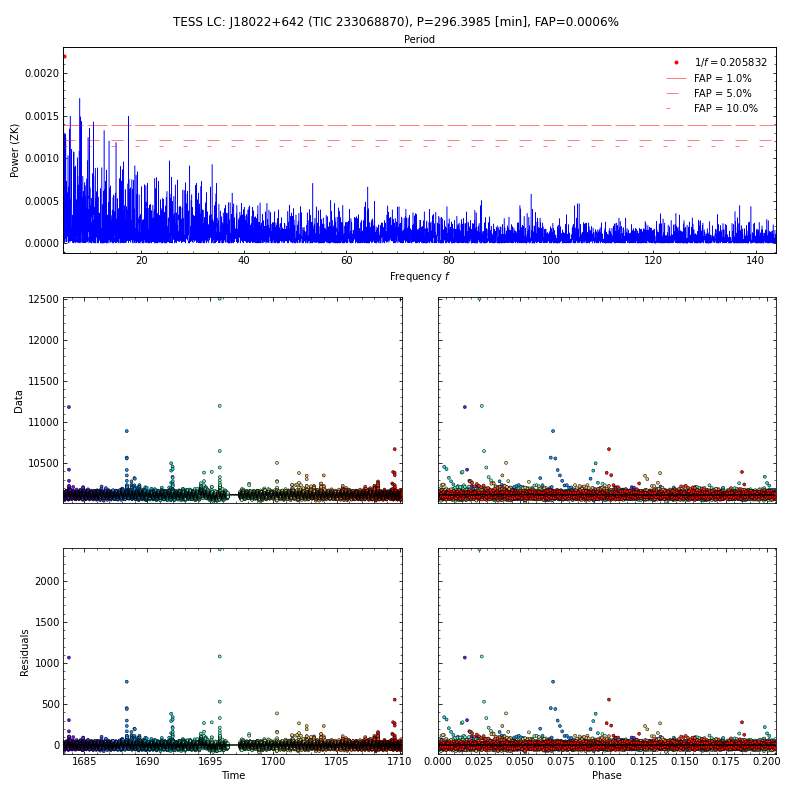 TESS LC: J18022+642 (TIC 233068870), P=296.3985 [min], FAP=0.0006%
Period
1/f = 0.205832
FAP = 1.0%
FAP = 5.0%
FAP = 10.0%
Power (ZK)
0.0020
0.0015
0.0010
0.0005
0.0000
20 40 60 80 100 120 140
Frequency f
Data
12500
12000
11500
11000
10500
Residuals
2000
1500
1000
500
0
1685 1690 1695 1700 1705 1710
Time
0.000 0.025 0.050 0.075 0.100 0.125 0.150 0.175 0.200
Phase